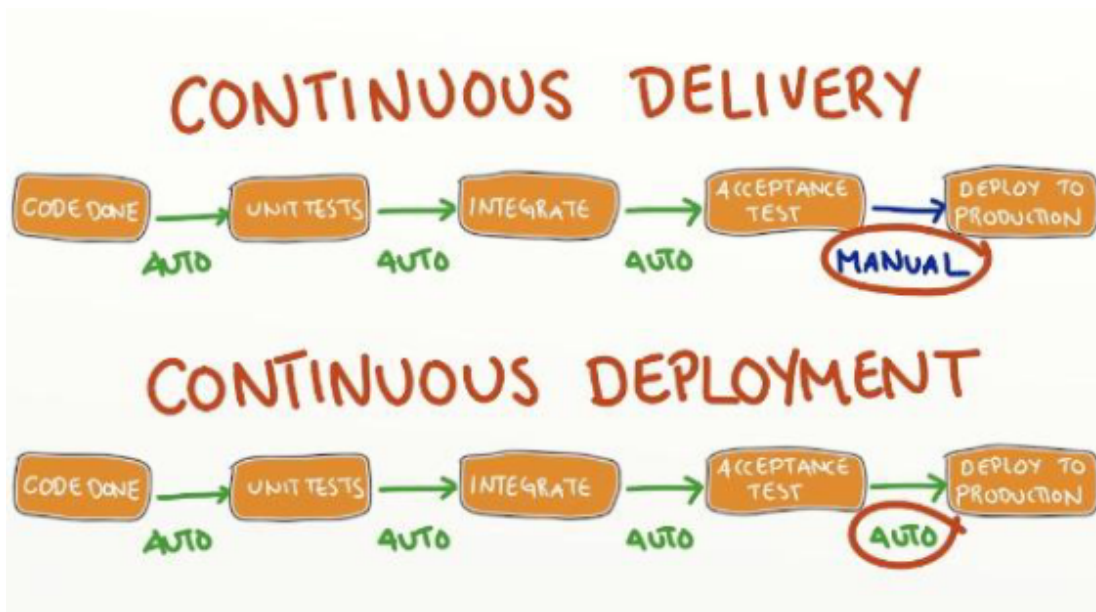 CONTINUOUS DELIVERY
CODE DONE
UNIT TESTS
INTEGRATE
ACCEPTANCE
TEST
DEPLOY TO
PRODUCTION
AUTO
AUTO
AUTO
MANUAL
CONTINUOUS DEPLOYMENT
CODE DONE
UNIT TESTS
INTEGRATE
ACCEPTANCE
TEST
DEPLOY TO
PRODUCTION
AUTO
AUTO
AUTO
AUTO